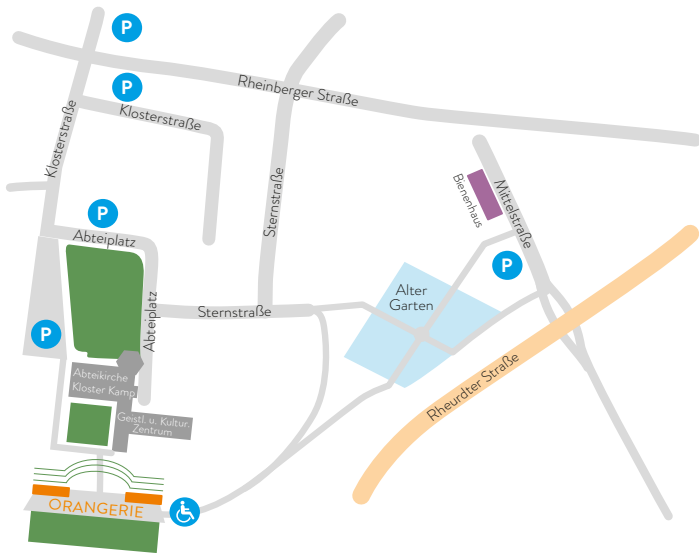 P
P
Rheinberger Straße
Klosterstraße
Klosterstraße
Sternstraße
Bienenhaus
Mittelstraße
P
Abteiplatz
P
Alter
Garten
Abteiplatz
Sternstraße
P
Rheurdter Straße
Abteikirche
Kloster Kamp
Geistl. u. Kultur.
Zentrum
ORANGERIE